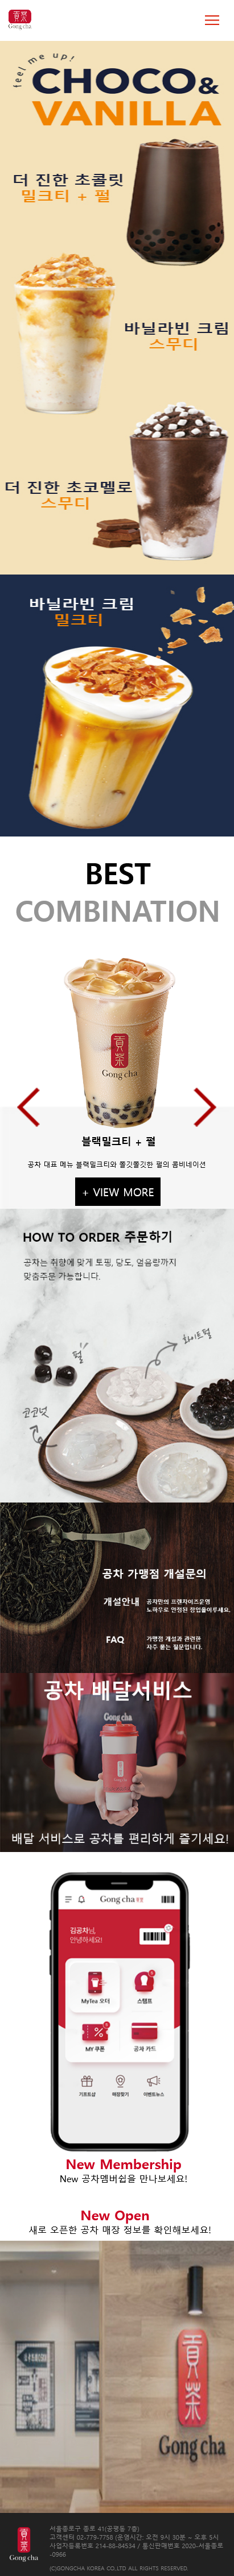 貢茶
Gong cha
feel me up!
CHOCO&
VANILLA
더 진한 초콜릿
밀크티 + 펄
바닐라빈 크림
스무디
더 진한 초코멜로
스무디
바닐라빈 크림
밀크티
BEST
COMBINATION
貢茶
Gong cha
블랙밀크티 + 펄
공차 대표 메뉴 블랙밀크티와 쫄깃쫄깃한 펄의 콤비네이션
+ VIEW MORE
HOW TO ORDER 주문하기
공차는 취향에 맞게 토핑, 당도, 얼음량까지
맞춤주문 가능합니다.
펄
화이트펄
코코넛
공차 가맹점 개설문의
개설안내
공차만의 프랜차이즈운영
노하우로 안정된 창업을이루세요.
FAQ
가맹점 개설과 관련한
자주 묻는 질문입니다.
공차 배달서비스
Gong cha
배달 서비스로 공차를 편리하게 즐기세요!
Gong cha
김공차님,
안녕하세요!
MyTea 오더
스탬프
MY 쿠폰
공차 카드
기프트샵
매장찾기
이벤트&뉴스
New Membership
New 공차멤버쉽을 만나보세요!
New Open
새로 오픈한 공차 매장 정보를 확인해보세요!
貢茶
Gong cha
貢茶
Gong cha
서울종로구 종로 41(공평동 7층)
고객센터 02-779-7758 (운영시간: 오전 9시 30분 ~ 오후 5시
사업자등록번호 214-88-84534 / 통신판매번호 2020-서울종로
-0966
(C)GONGCHA KOREA CO.,LTD ALL RIGHTS RESERVED